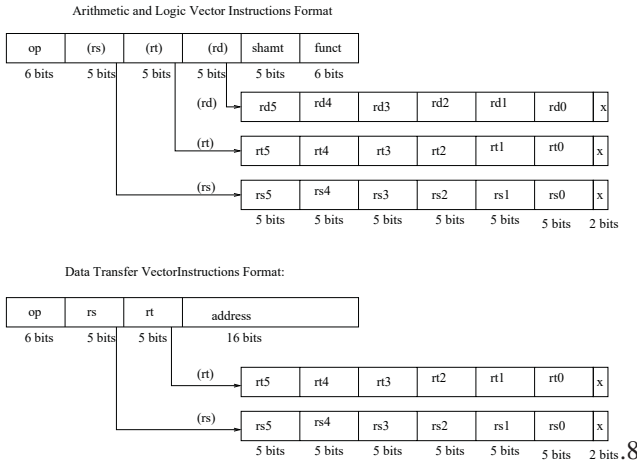 Arithmetic and Logic Vector Instructions Format
op (rs) (rt) (rd) shamt funct
6 bits 5 bits 5 bits 5 bits 5 bits 6 bits
(rd) rd5 rd4 rd3 rd2 rd1 rd0 x
(rt) rt5 rt4 rt3 rt2 rt1 rt0 x
(rs) rs5 rs4 rs3 rs2 rs1 rs0 x
5 bits 5 bits 5 bits 5 bits 5 bits 5 bits 2 bits
Data Transfer VectorInstructions Format:
op rs rt address
6 bits 5 bits 5 bits 16 bits
(rt) rt5 rt4 rt3 rt2 rt1 rt0 x
(rs) rs5 rs4 rs3 rs2 rs1 rs0 x
5 bits 5 bits 5 bits 5 bits 5 bits 5 bits 2 bits .8